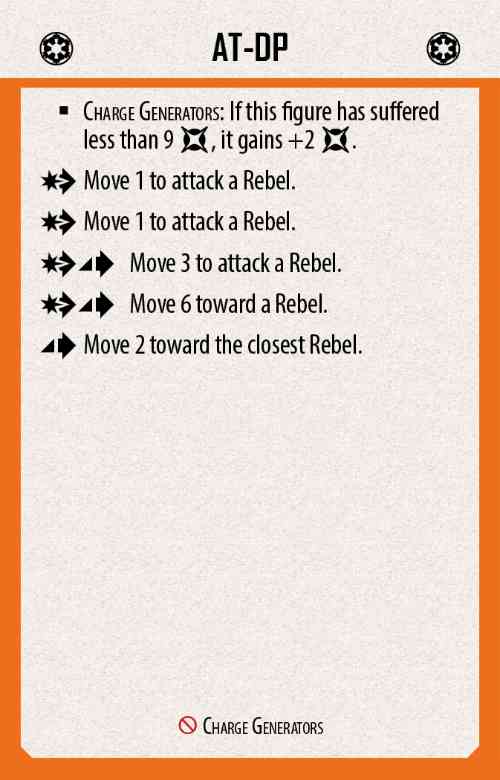 AT-DP
▪ Charge Generators: If this figure has suffered
less than 9 , it gains +2 .
Move 1 to attack a Rebel.
Move 1 to attack a Rebel.
Move 3 to attack a Rebel.
Move 6 toward a Rebel.
Move 2 toward the closest Rebel.
Charge Generators